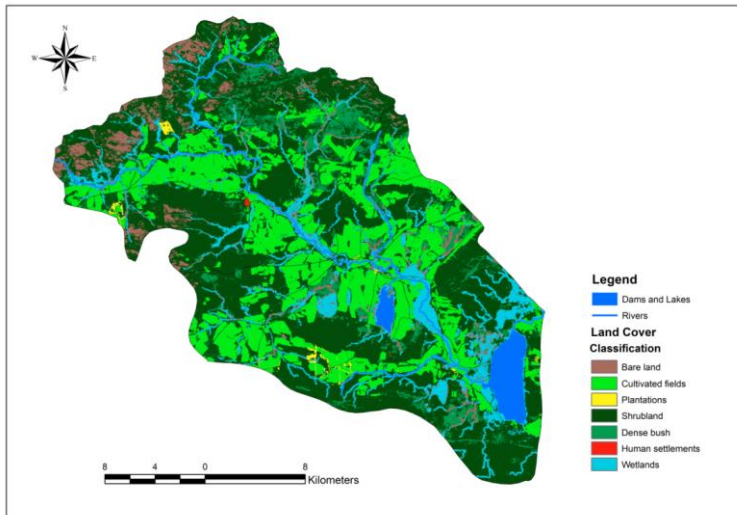 N
W E
S
Legend
Dams and Lakes
Rivers
Land Cover
Classification
Bare land
Cultivated fields
Plantations
Shrubland
Dense bush
Human settlements
Wetlands
8 4 0 8
Kilometers